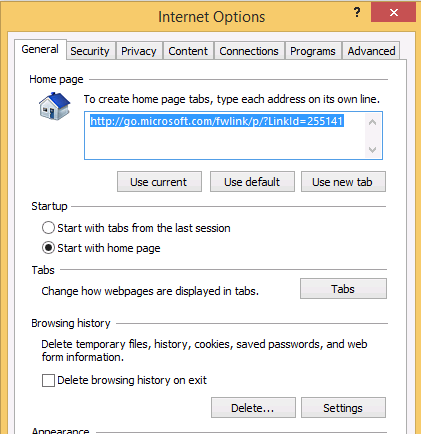 Internet Options
?
General Security Privacy Content Connections Programs Advanced
Home page
To create home page tabs, type each address on its own line.
http://go.microsoft.com/fwlink/p/?LinkId=255141
Use current Use default Use new tab
Startup
Start with tabs from the last session
Start with home page
Tabs
Change how webpages are displayed in tabs. Tabs
Browsing history
Delete temporary files, history, cookies, saved passwords, and web
form information.
Delete browsing history on exit
Delete... Settings
Appearance